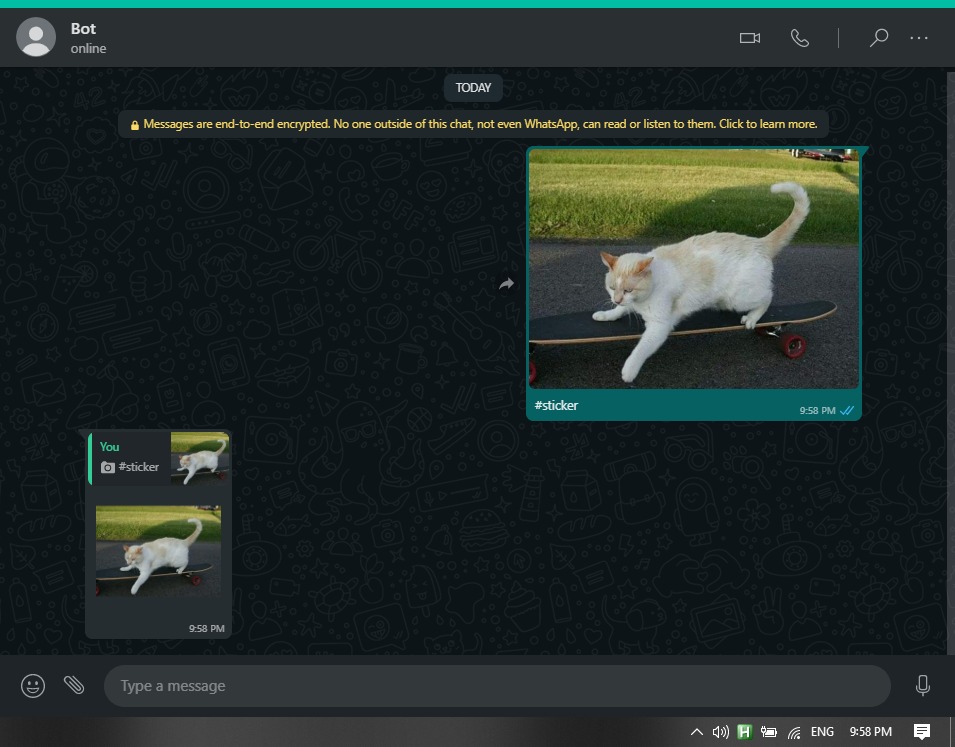 Bot
online
TODAY
Messages are end-to-end encrypted. No one outside of this chat, not even WhatsApp, can read or listen to them. Click to learn more.
#sticker
9:58 PM
You
#sticker
9:58 PM
Type a message
H
ENG
9:58 PM